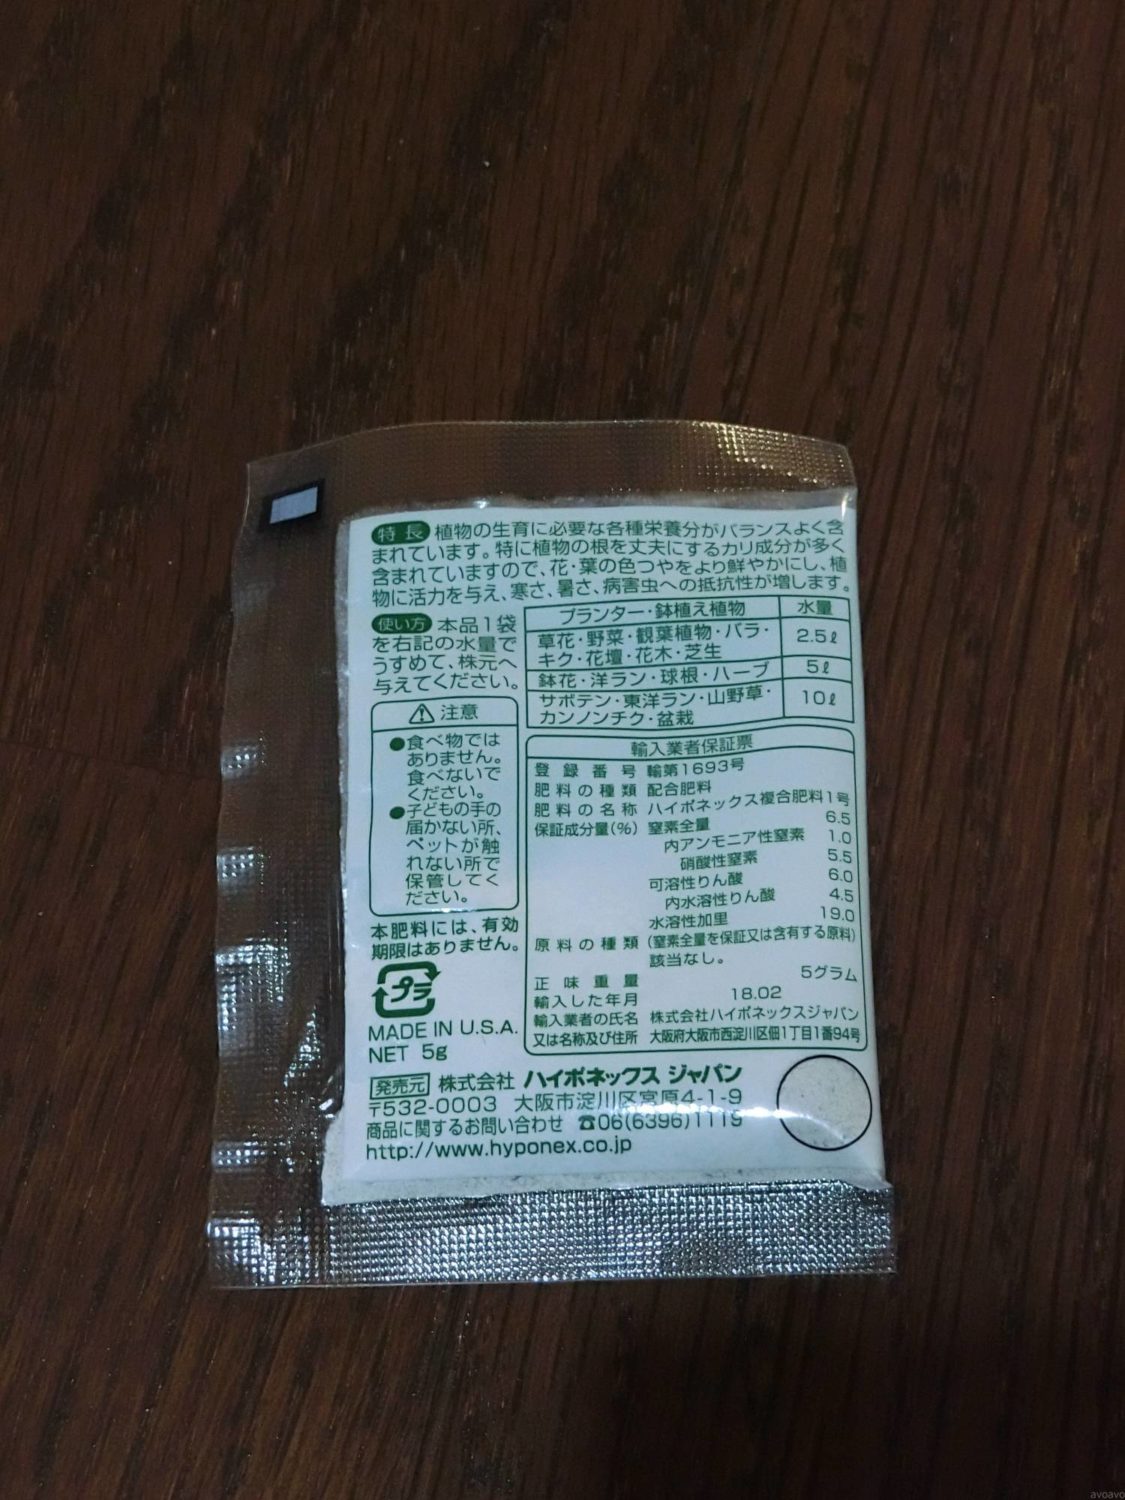 特長 植物の生育に必要な各種栄養分がバランスよく含
まれています。特に植物の根を丈夫にするカリ成分が多く
含まれていますので、花・葉の色つやをより鮮やかにし、植
物に活力を与え、寒さ、暑さ、病害虫への抵抗性が増します。
使い方 本品1袋
を右記の水量で
うすめて、株元へ
与えてください。
プランター・鉢植え植物 水量
草花・野菜・観葉植物・バラ・
キク・花壇・花木・芝生 2.5ℓ
鉢花・洋ラン・球根・ハーブ 5ℓ
サボテン・東洋ラン・山野草・
カンノンチク・盆栽 10ℓ
注意
●食べ物では
ありません。
食べないで
ください。
●子どもの手の
届かない所、
ペットが触
れない所で
保管してく
ださい。
本肥料には、有効
期限はありません。
プラ
MADE IN U.S.A.
NET 5g
輸入業者保証票
登録番号 輸第1693号
肥料の種類 配合肥料
肥料の名称 ハイポネックス複合肥料1号
保証成分量(%) 窒素全量 6.5
内アンモニア性窒素 1.0
硝酸性窒素 5.5
可溶性りん酸 6.0
内水溶性りん酸 4.5
水溶性加里 19.0
原料の種類 (窒素全量を保証又は含有する原料)
該当なし。
正味重量 5グラム
輸入した年月 18.02
輸入業者の氏名 株式会社ハイポネックスジャパン
又は名称及び住所 大阪府大阪市西淀川区佃1丁目1番94号
発売元 株式会社 ハイポネックス ジャパン
〒532-0003 大阪市淀川区宮原4-1-9
商品に関するお問い合わせ ☎06(6396)1119
http://www.hyponex.co.jp
avoavo